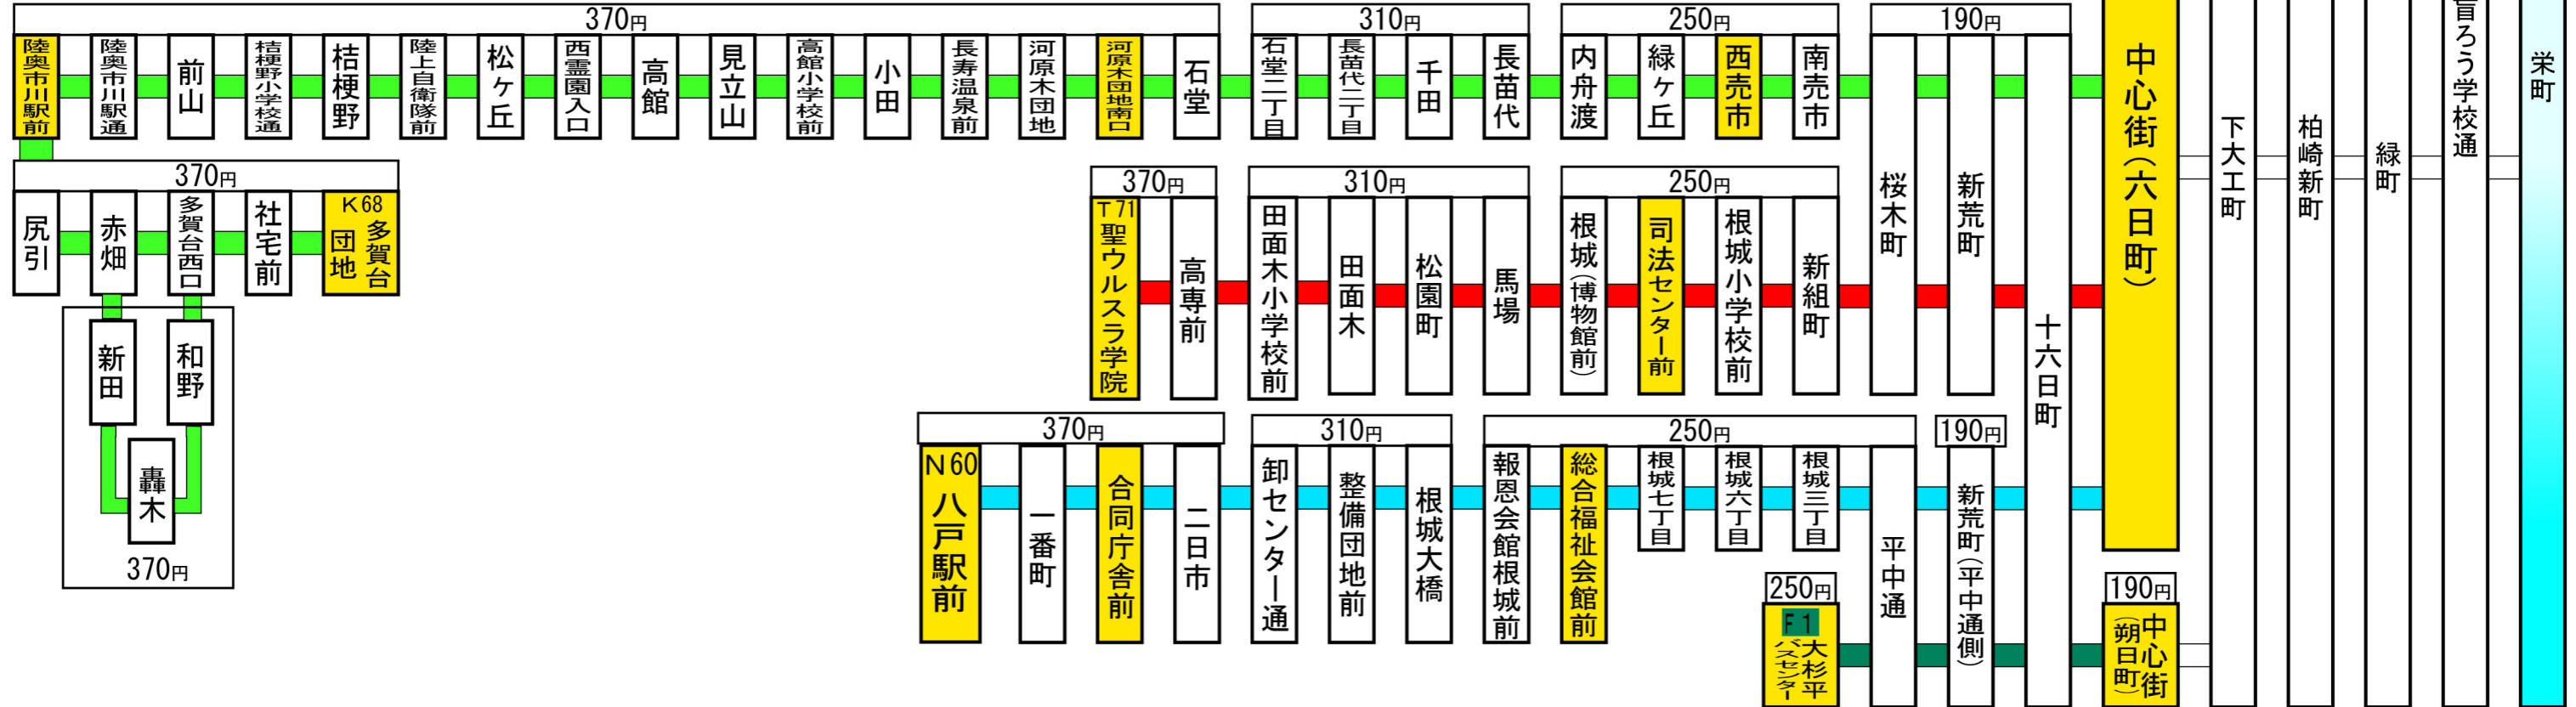 370円
310円
250円
190円
陸奥市川駅前
陸奥市川駅通
前山
桔梗野小学校通
桔梗野
陸上自衛隊前
松ヶ丘
西霊園入口
高館
見立山
高館小学校前
小田
長寿温泉前
河原木団地
河原木団地南口
石堂
石堂二丁目
長苗代二丁目
千田
長苗代
内舟渡
緑ヶ丘
西売市
南売市
桜木町
新荒町
十六日町
中心街(六日町)
下大工町
柏崎新町
緑町
盲ろう学校通
栄町
370円
尻引
赤畑
多賀台西口
社宅前
K68
多賀台
団地
新田
和野
轟木
370円
370円
310円
250円
T71
聖ウルスラ学院
高専前
田面木小学校前
田面木
松園町
馬場
根城(博物館前)
司法センター前
根城小学校前
新組町
370円
310円
250円
190円
N60
八戸駅前
一番町
合同庁舎前
二日市
卸センター通
整備団地前
根城大橋
報恩会館根城前
総合福祉会館前
根城七丁目
根城六丁目
根城三丁目
平中通
新荒町(平中通側)
250円
F1
大杉平
バスセンター
190円
中心街
(朔日町)